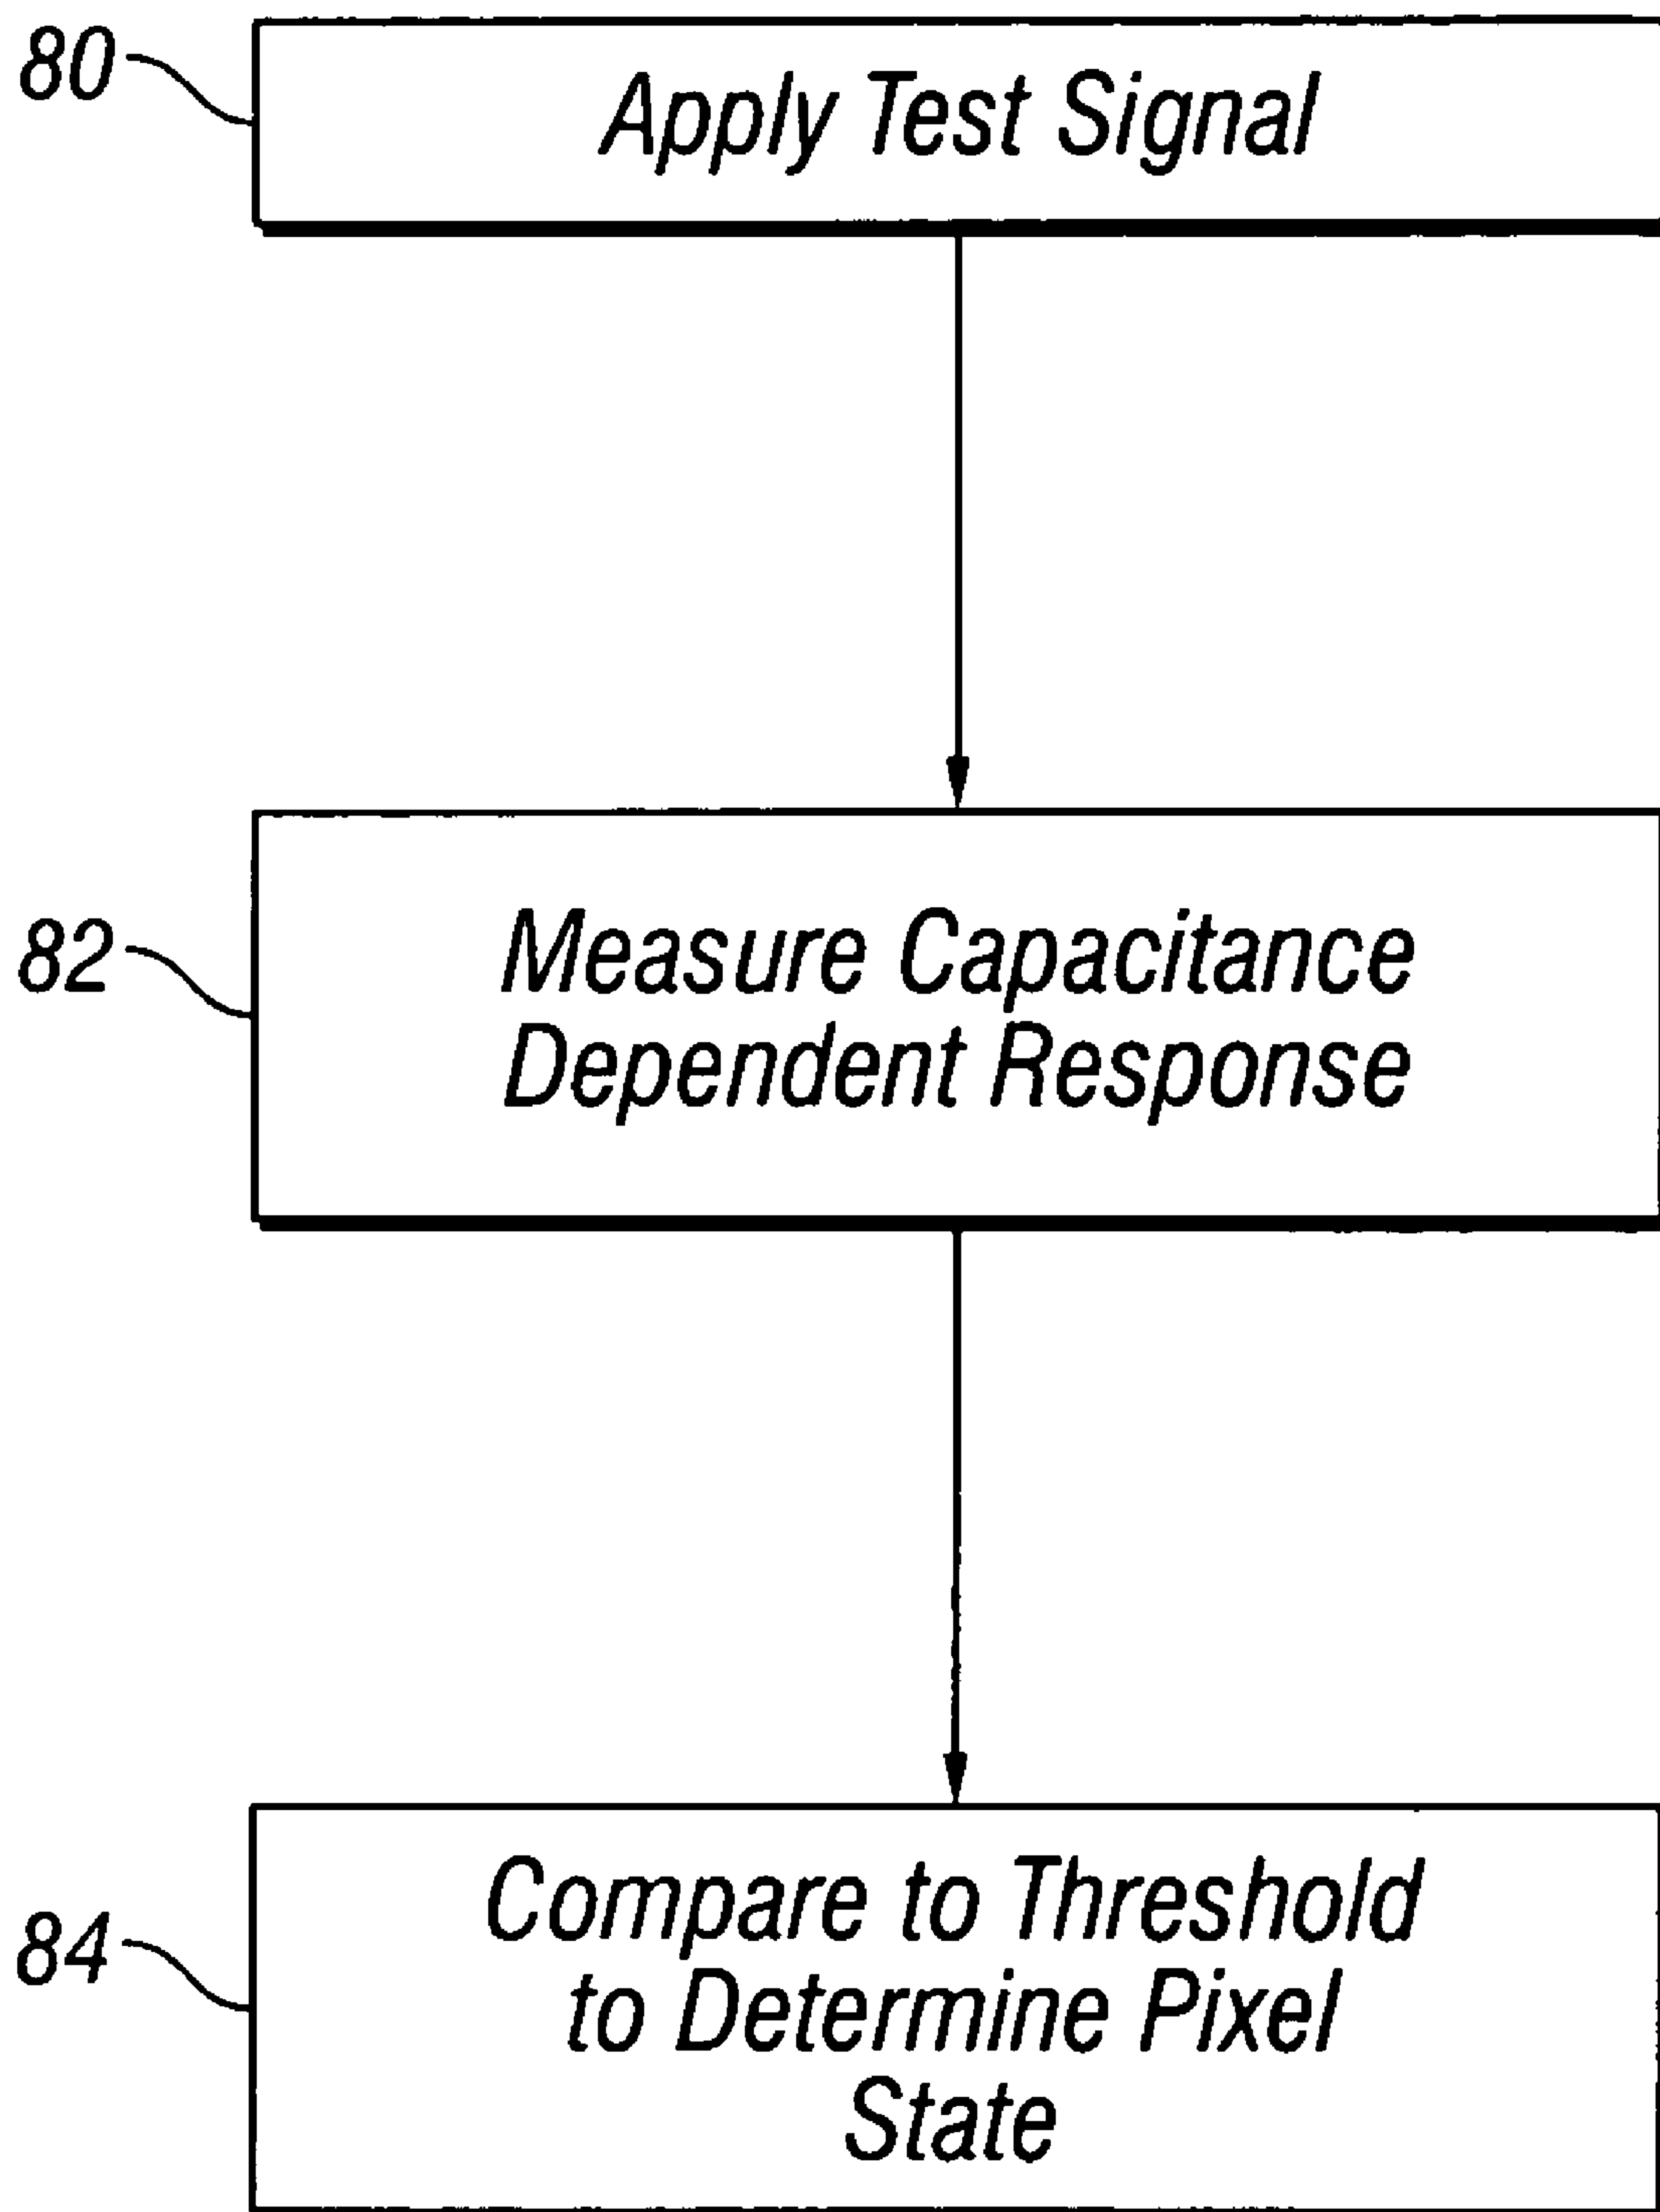 80
Apply Test Signal
82
Measure Capacitance
Dependent Response
84
Compare to Threshold
to Determine Pixel
State